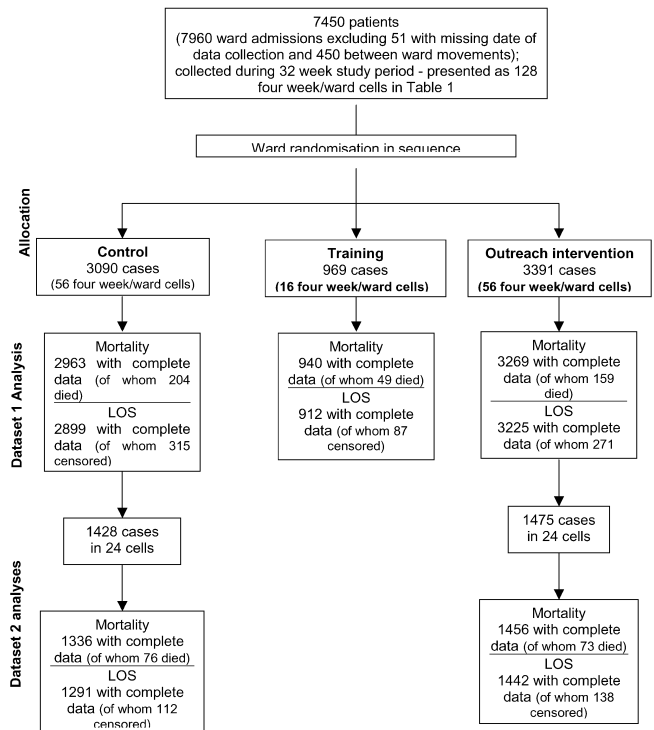 7450 patients
(7960 ward admissions excluding 51 with missing date of
data collection and 450 between ward movements);
collected during 32 week study period - presented as 128
four week/ward cells in Table 1
Ward randomisation in sequence
Allocation
Control
3090 cases
(56 four week/ward cells)
Training
969 cases
(16 four week/ward cells)
Outreach intervention
3391 cases
(56 four week/ward cells)
Dataset 1 Analysis
Mortality
2963 with complete
data (of whom 204
died)
LOS
2899 with complete
data (of whom 315
censored)
Mortality
940 with complete
data (of whom 49 died)
LOS
912 with complete
data (of whom 87
censored)
Mortality
3269 with complete
data (of whom 159
died)
LOS
3225 with complete
data (of whom 271
1428 cases
in 24 cells
1475 cases
in 24 cells
Dataset 2 analyses
Mortality
1336 with complete
data (of whom 76 died)
LOS
1291 with complete
data (of whom 112
censored)
Mortality
1456 with complete
data (of whom 73 died)
LOS
1442 with complete
data (of whom 138
censored)